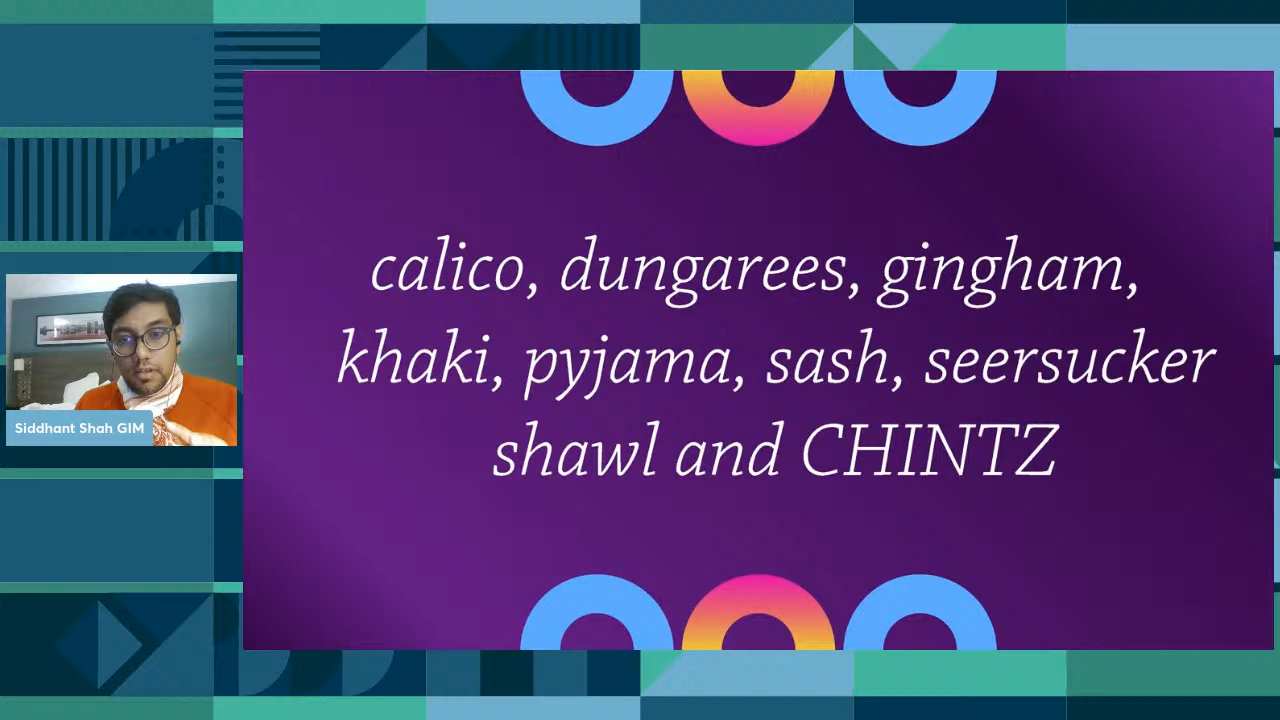 calico, dungarees, gingham,
khaki, pyjama, sash, seersucker
shawl and CHINTZ
Siddhant Shah GIM